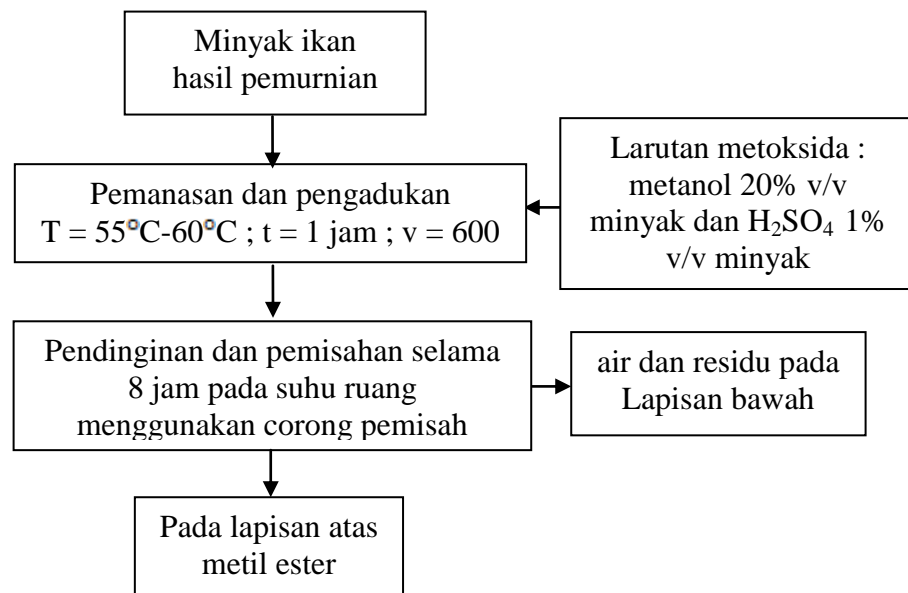 Minyak ikan
hasil pemurnian
Larutan metoksida :
metanol 20% v/v
minyak dan H₂SO₄ 1%
v/v minyak
Pemanasan dan pengadukan
T = 55°C-60°C ; t = 1 jam ; v = 600
Pendinginan dan pemisahan selama
8 jam pada suhu ruang
menggunakan corong pemisah
air dan residu pada
Lapisan bawah
Pada lapisan atas
metil ester